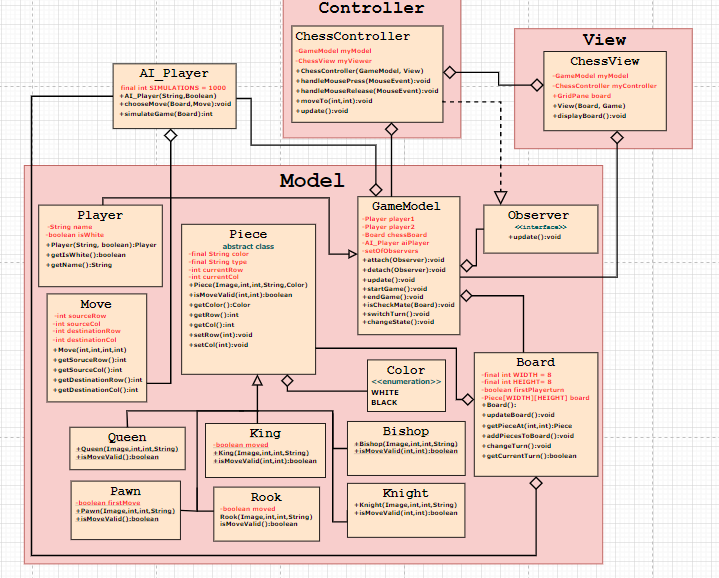 Controller
ChessController
-GameModel myModel
-ChessView myViewer
+ChessController(GameModel, View)
+handleMousePress(MouseEvent):void
+handleMouseRelease(MouseEvent):void
+moveTo(int,int):void
+update():void
View
ChessView
-GameModel myModel
-ChessController myController
-GridPane board
+View(Board, Game)
+displayBoard():void
AI_Player
final int SIMULATIONS = 1000
+AI_Player(String,Boolean)
+chooseMove(Board,Move):void
+simulateGame(Board):int
Model
Player
-String name
-boolean isWhite
+Player(String, boolean):Player
+getIsWhite():boolean
+getName():String
Piece
abstract class
-final String color
-final String type
-int currentRow
-int currentCol
+Piece(Image,int,int,String,Color)
+isMoveValid(int,int):boolean
+getColor():Color
+getRow():int
+getCol():int
+setRow(int):void
+setCol(int):void
GameModel
-Player player1
-Player player2
-Board chessBoard
-AI_Player aiPlayer
-setOfObservers
+attach(Observer):void
+detach(Observer):void
+update():void
+startGame():void
+endGame():void
+isCheckMate(Board):void
+switchTurn():void
+changeState():void
Observer
<<interface>>
+update():void
Move
-int sourceRow
-int sourceCol
-int destinationRow
-int destinationCol
+Move(int,int,int,int)
+getSoruceRow():int
+getSourceCol():int
+getDestinationRow():int
+getDestinationCol():int
Color
<<enumeration>>
WHITE
BLACK
Board
-final int WIDTH = 8
-final int HEIGHT= 8
-boolean firstPlayerturn
-Piece[WIDTH][HEIGHT] board
+Board():
+updateBoard():void
+getPieceAt(int,int):Piece
+addPiecesToBoard():void
+changeTurn():void
+getCurrentTurn():boolean
Queen
+Queen(Image,int,int,String)
+isMoveValid():boolean
King
-boolean moved
+King(Image,int,int,String)
+isMoveValid(int,int):boolean
Bishop
+Bishop(Image,int,int,String)
+isMoveValid(int,int):boolean
Pawn
-boolean firstMove
+Pawn(Image,int,int,String)
+isMoveValid():boolean
Rook
-boolean moved
Rook(Image,int,int,String)
isMoveValid():boolean
Knight
+Knight(Image,int,int,String)
+isMoveValid(int,int):boolean